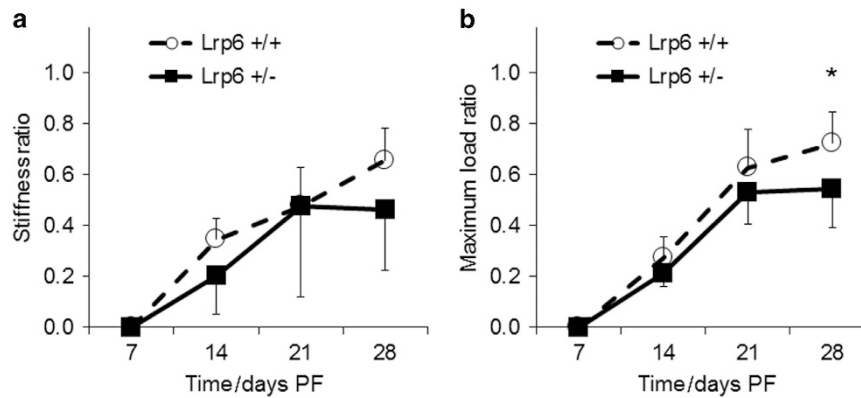 a
Lrp6 +/+
Lrp6 +/-
Stiffness ratio
1.0
0.8
0.6
0.4
0.2
0.0
7 14 21 28
Time/days PF
b
Lrp6 +/+
Lrp6 +/-
*
Maximum load ratio
1.0
0.8
0.6
0.4
0.2
0.0
7 14 21 28
Time/days PF